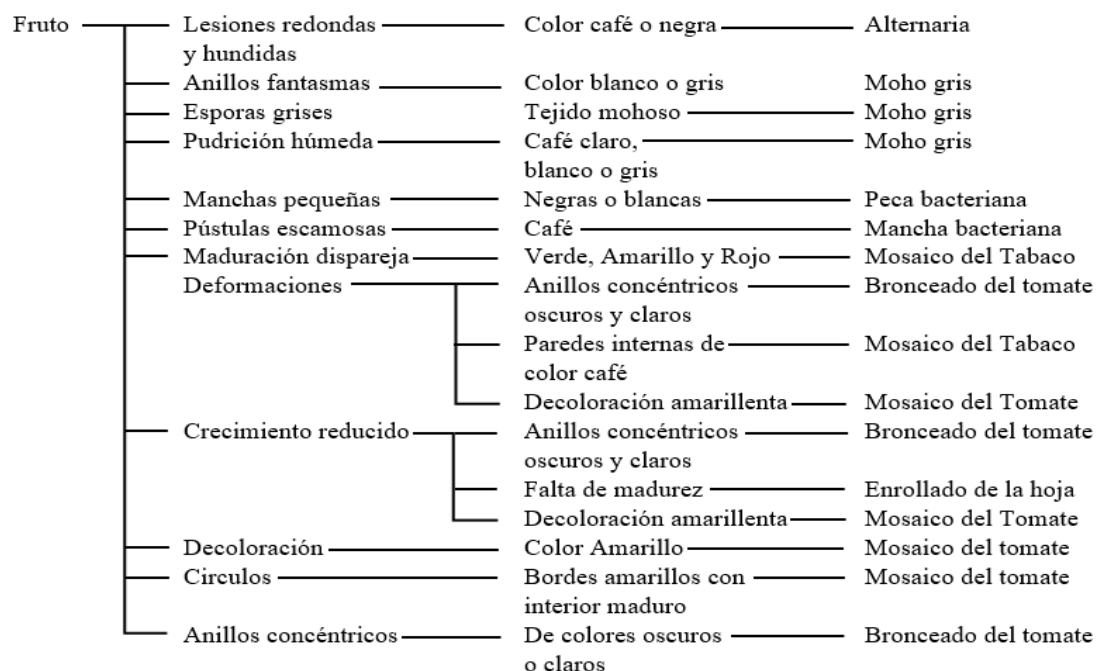 Fruto Lesiones redondas Color café o negra Alternaria
y hundidas
Anillos fantasmas Color blanco o gris Moho gris
Esporas grises Tejido mohoso Moho gris
Pudrición húmeda Café claro, Moho gris
blanco o gris
Manchas pequeñas Negras o blancas Peca bacteriana
Pústulas escamosas Café Mancha bacteriana
Maduración dispareja Verde, Amarillo y Rojo Mosaico del Tabaco
Deformaciones Anillos concéntricos Bronceado del tomate
oscuros y claros
Paredes internas de Mosaico del Tabaco
color café
Decoloración amarillenta Mosaico del Tomate
Crecimiento reducido Anillos concéntricos Bronceado del tomate
oscuros y claros
Falta de madurez Enrollado de la hoja
Decoloración amarillenta Mosaico del Tomate
Decoloración Color Amarillo Mosaico del tomate
Circulos Bordes amarillos con Mosaico del tomate
interior maduro
Anillos concéntricos De colores oscuros Bronceado del tomate
o claros